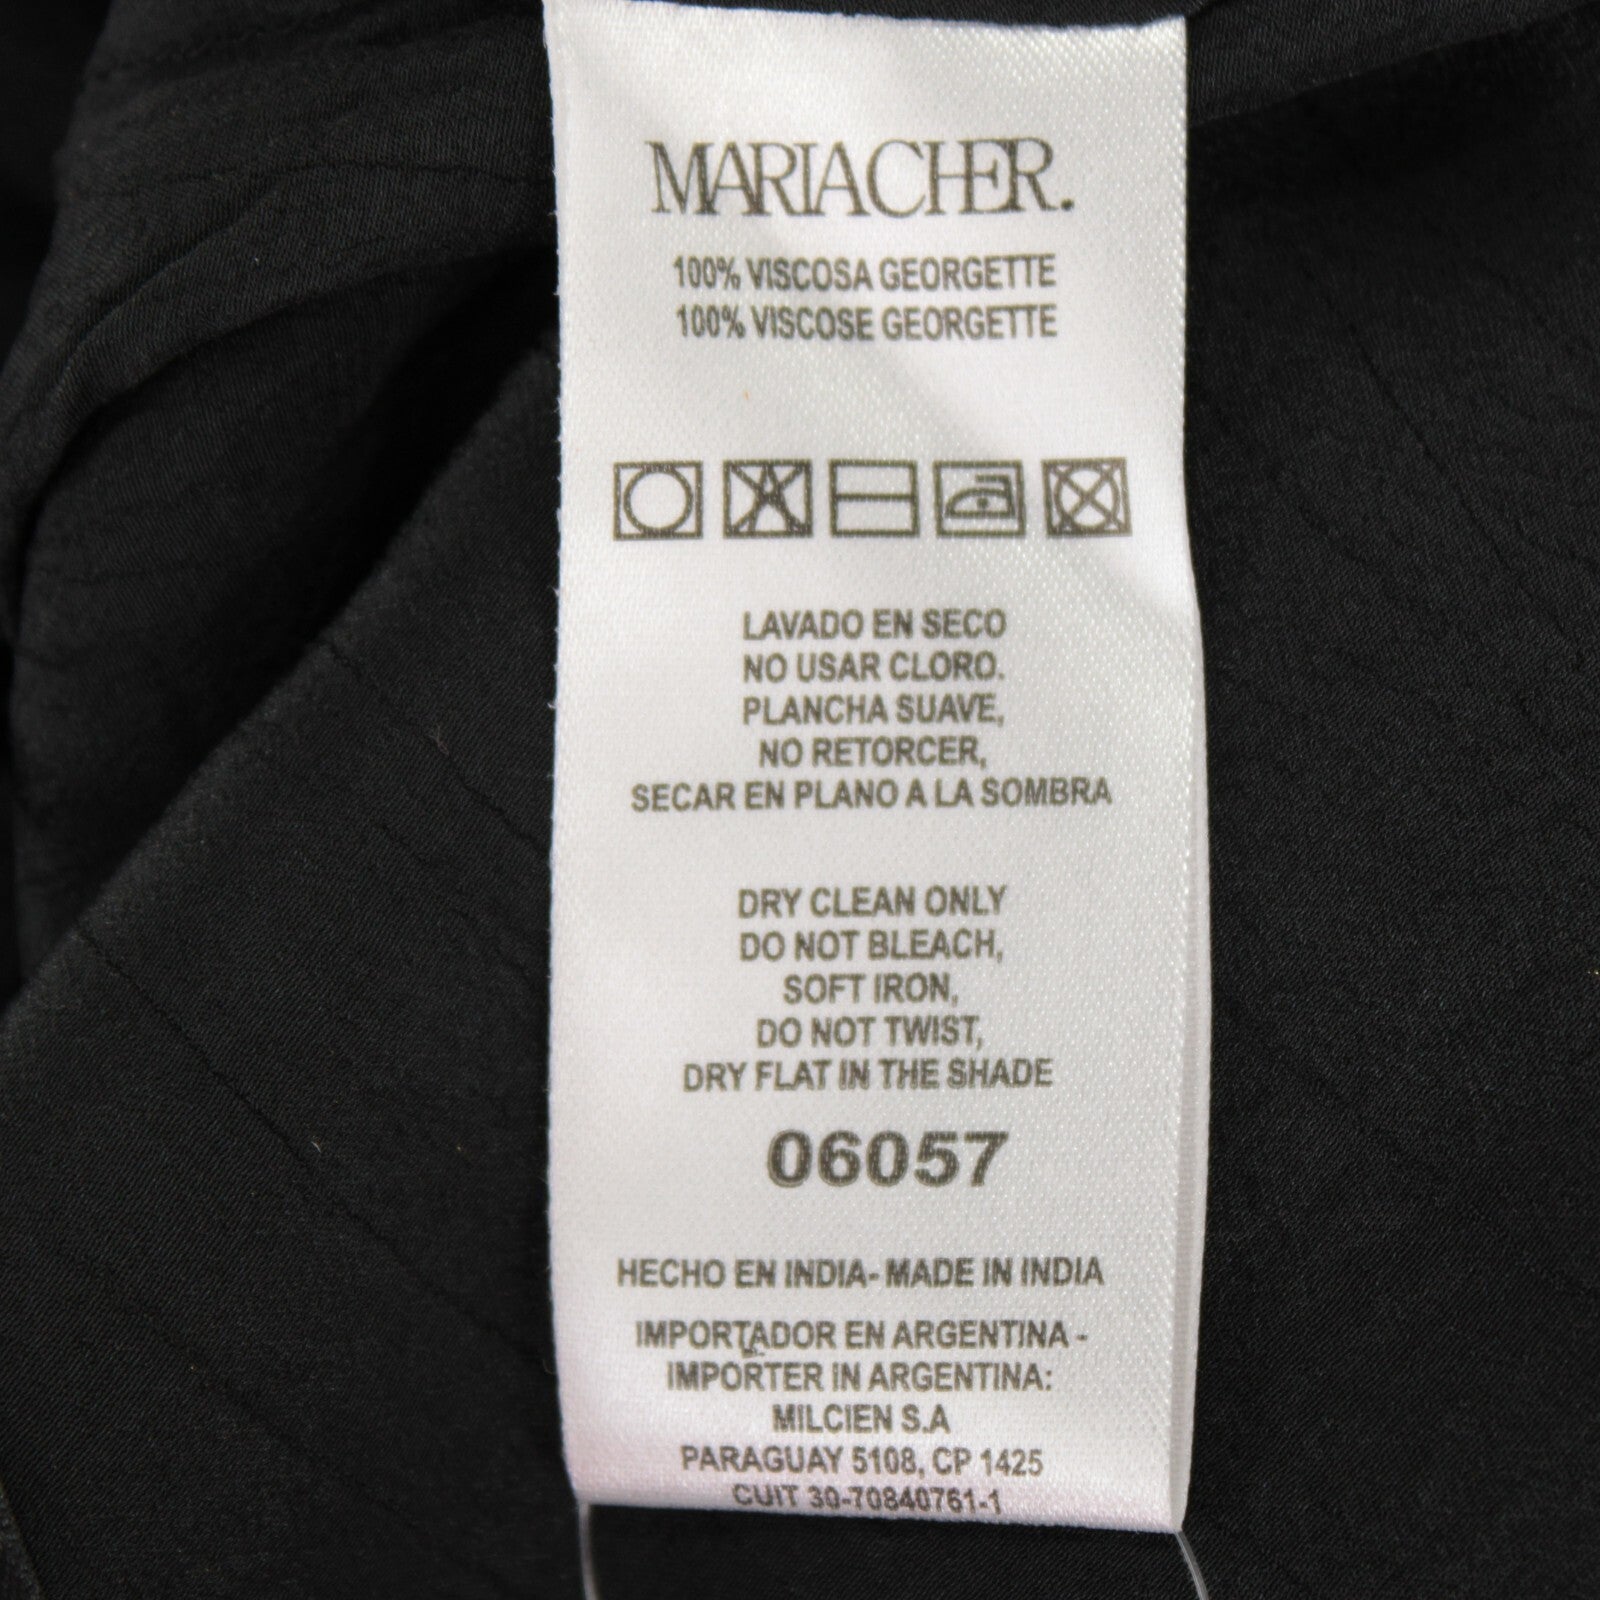 MARIACHER.
100% VISCOSA GEORGETTE
100% VISCOSE GEORGETTE
LAVADO EN SECO
NO USAR CLORO.
PLANCHA SUAVE,
NO RETORCER,
SECAR EN PLANO A LA SOMBRA
DRY CLEAN ONLY
DO NOT BLEACH,
SOFT IRON,
DO NOT TWIST,
DRY FLAT IN THE SHADE
06057
HECHO EN INDIA- MADE IN INDIA
IMPORTADOR EN ARGENTINA -
IMPORTER IN ARGENTINA:
MILCIEN S.A
PARAGUAY 5108, CP 1425
CUIT 30-70840761-1